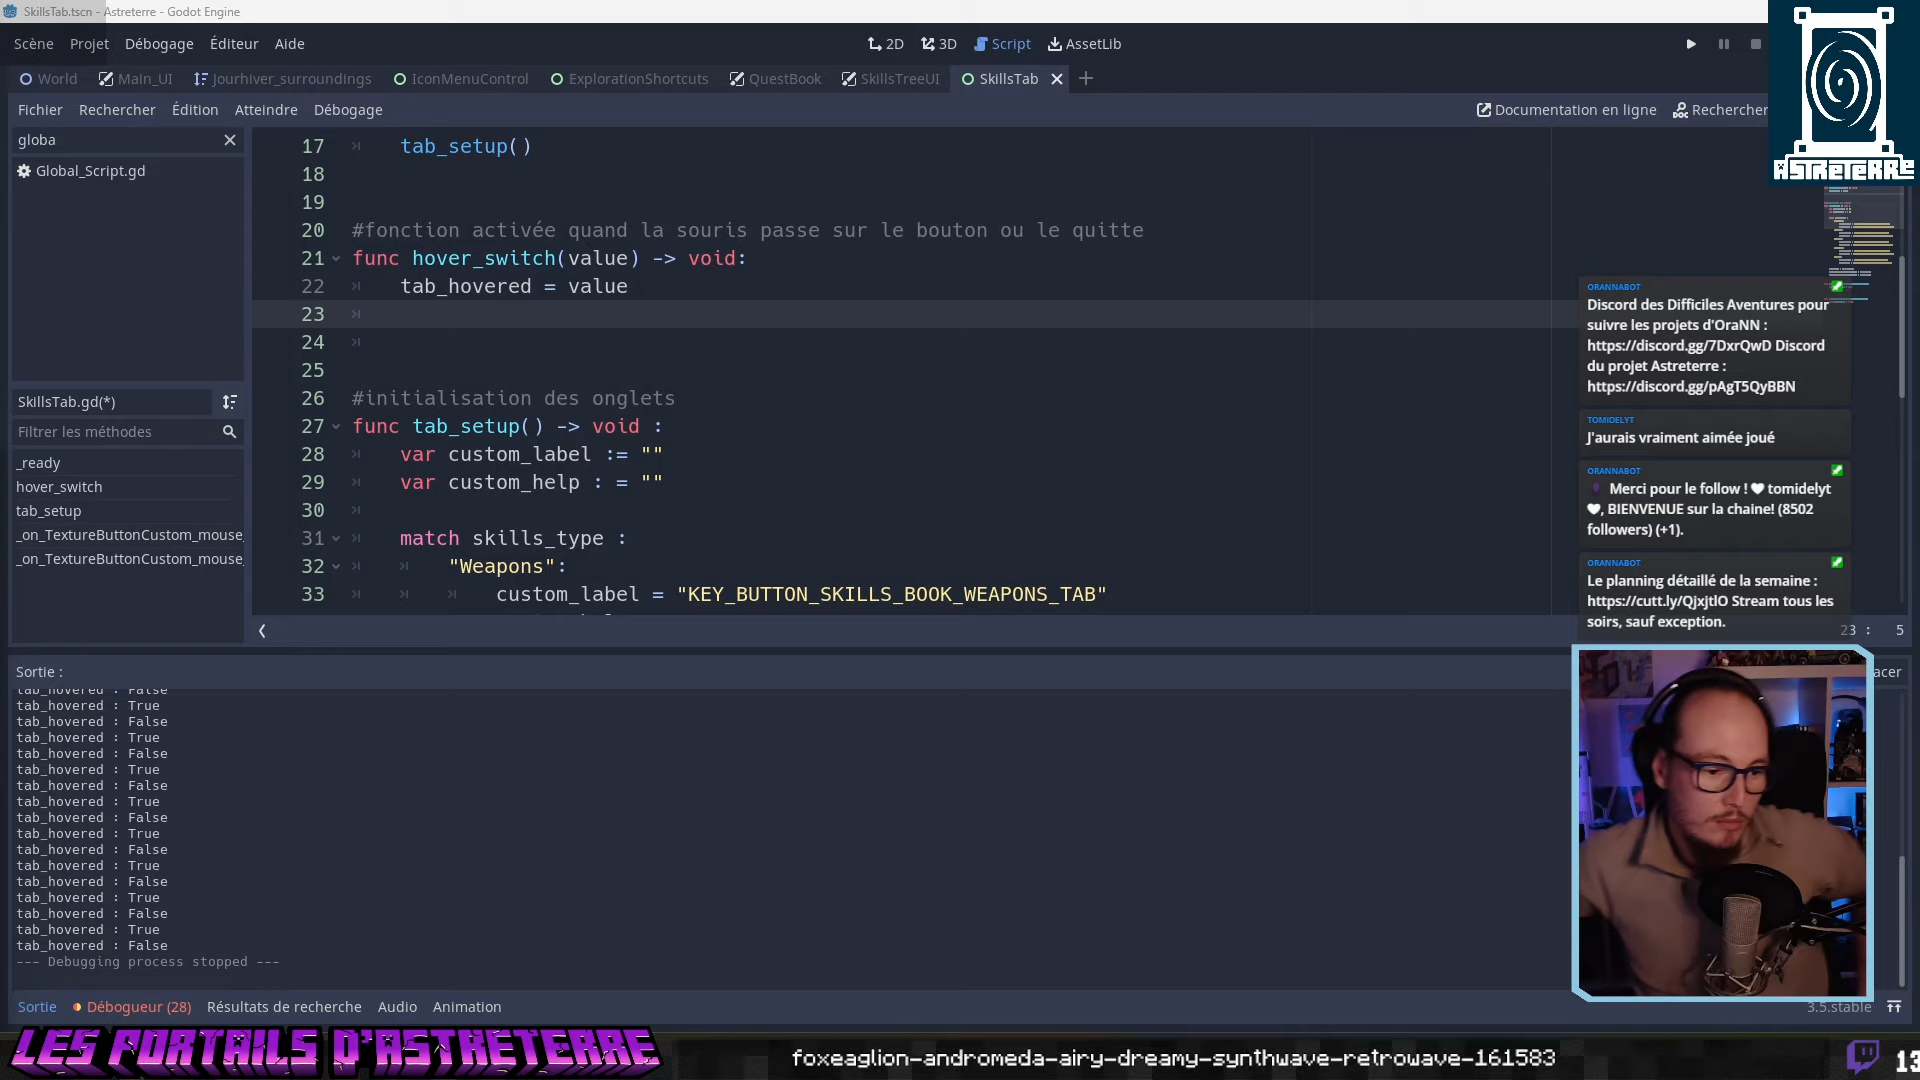 SkillsTab.tscn - Astreterre - Godot Engine
Scène Projet Débogage Éditeur Aide
2D 3D Script AssetLib
World Main_UI Jourhiver_surroundings IconMenuControl ExplorationShortcuts QuestBook SkillsTreeUI SkillsTab
Fichier Rechercher Édition Atteindre Débogage
Documentation en ligne Rechercher
ASTRETERRE
globa
Global_Script.gd
SkillsTab.gd(*)
Filtrer les méthodes
_ready
hover_switch
tab_setup
_on_TextureButtonCustom_mouse_
_on_TextureButtonCustom_mouse_
17 tab_setup()
18
19
20 #fonction activée quand la souris passe sur le bouton ou le quitte
21 func hover_switch(value) -> void:
22 tab_hovered = value
23
24
25
26 #initialisation des onglets
27 func tab_setup() -> void :
28 var custom_label := ""
29 var custom_help : = ""
30
31 match skills_type :
32 "Weapons":
33 custom_label = "KEY_BUTTON_SKILLS_BOOK_WEAPONS_TAB"
23 : 5
ORANNABOT
Discord des Difficiles Aventures pour
suivre les projets d'OraNN :
https://discord.gg/7DxrQwD Discord
du projet Astreterre :
https://discord.gg/pAgT5QyBBN
TOMIDELYT
J'aurais vraiment aimée joué
ORANNABOT
Merci pour le follow ! tomidelyt
, BIENVENUE sur la chaine! (8502
followers) (+1).
ORANNABOT
Le planning détaillé de la semaine :
https://cutt.ly/QjxjtlO Stream tous les
soirs, sauf exception.
Sortie :
acer
tab_hovered : False
tab_hovered : True
tab_hovered : False
tab_hovered : True
tab_hovered : False
tab_hovered : True
tab_hovered : False
tab_hovered : True
tab_hovered : False
tab_hovered : True
tab_hovered : False
tab_hovered : True
tab_hovered : False
tab_hovered : True
tab_hovered : False
tab_hovered : True
tab_hovered : False
--- Debugging process stopped ---
Sortie Débogueur (28) Résultats de recherche Audio Animation
3.5.stable
LES PORTAILS D'ASTRETERRE
foxeaglion-andromeda-airy-dreamy-synthwave-retrowave-161583
13